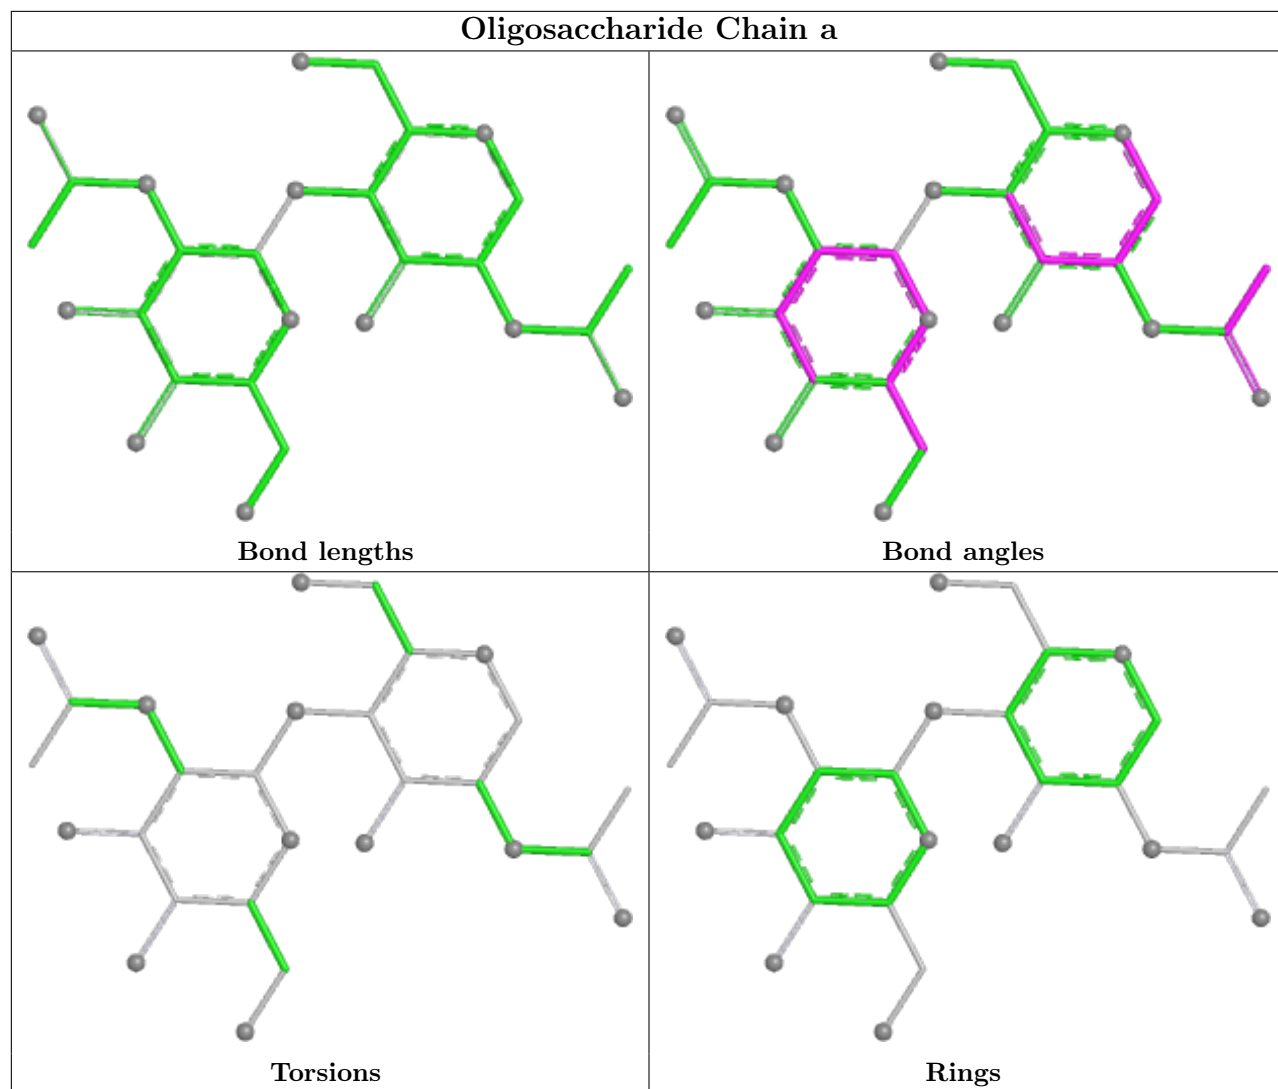 Oligosaccharide Chain a
Bond lengths
Bond angles
Torsions
Rings